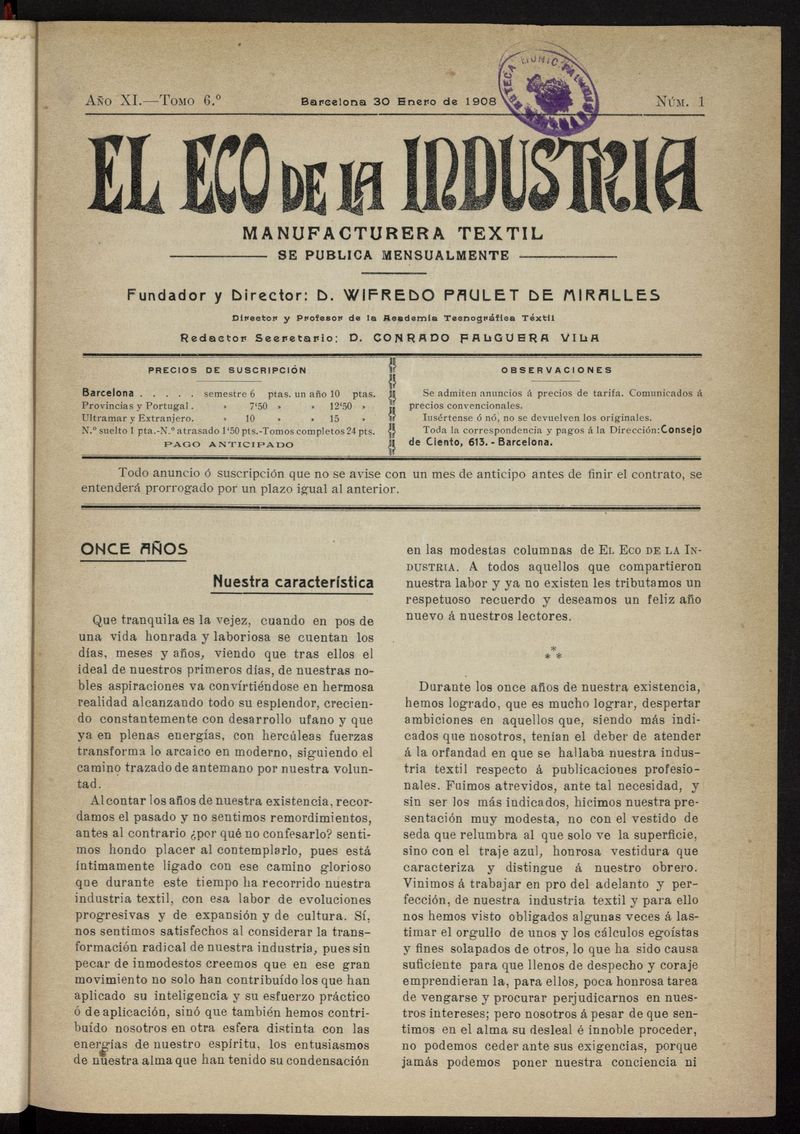 Año XI.—Tomo 6.º Barcelona 30 Enero de 1908 Núm. 1
EL ECO DE LA INDUSTRIA
MANUFACTURERA TEXTIL
SE PUBLICA MENSUALMENTE
Fundador y Director: D. WIFREDO PAULET DE MIRALLES
Director y Profesor de la Academia Tecnográfica Téxtil
Redactor Secretario: D. CONRADO FALGUERA VILA
PRECIOS DE SUSCRIPCIÓN
Barcelona . . . . . semestre 6 ptas. un año 10 ptas.
Provincias y Portugal . » 7'50 » » 12'50 »
Ultramar y Extranjero. » 10 » » 15 »
N.º suelto 1 pta.-N.º atrasado 1'50 pts.-Tomos completos 24 pts.
PAGO ANTICIPADO
OBSERVACIONES
Se admiten anuncios á precios de tarifa. Comunicados á
precios convencionales.
Iusértense ó nó, no se devuelven los originales.
Toda la correspondencia y pagos á la Dirección: Consejo
de Ciento, 613. - Barcelona.
Todo anuncio ó suscripción que no se avise con un mes de anticipo antes de finir el contrato, se
entenderá prorrogado por un plazo igual al anterior.
ONCE AÑOS
Nuestra característica
Que tranquila es la vejez, cuando en pos de
una vida honrada y laboriosa se cuentan los
días, meses y años, viendo que tras ellos el
ideal de nuestros primeros días, de nuestras no-
bles aspiraciones va convírtiéndose en hermosa
realidad alcanzando todo su esplendor, crecien-
do constantemente con desarrollo ufano y que
ya en plenas energías, con hercúleas fuerzas
transforma lo arcaico en moderno, siguiendo el
camino trazado de antemano por nuestra volun-
tad.
Al contar los años de nuestra existencia, recor-
damos el pasado y no sentimos remordimientos,
antes al contrario ¿por qué no confesarlo? senti-
mos hondo placer al contemplarlo, pues está
íntimamente ligado con ese camino glorioso
que durante este tiempo ha recorrido nuestra
industria textil, con esa labor de evoluciones
progresivas y de expansión y de cultura. Sí,
nos sentimos satisfechos al considerar la trans-
formación radical de nuestra industria, pues sin
pecar de inmodestos creemos que en ese gran
movimiento no solo han contribuído los que han
aplicado su inteligencia y su esfuerzo práctico
ó de aplicación, sinó que también hemos contri-
buído nosotros en otra esfera distinta con las
energías de nuestro espíritu, los entusiasmos
de nuestra alma que han tenido su condensación
en las modestas columnas de El Eco de la In-
dustria. A todos aquellos que compartieron
nuestra labor y ya no existen les tributamos un
respetuoso recuerdo y deseamos un feliz año
nuevo á nuestros lectores.
* * *
Durante los once años de nuestra existencia,
hemos logrado, que es mucho lograr, despertar
ambiciones en aquellos que, siendo más indi-
cados que nosotros, tenían el deber de atender
á la orfandad en que se hallaba nuestra indus-
tria textil respecto á publicaciones profesio-
nales. Fuimos atrevidos, ante tal necesidad, y
sin ser los más indicados, hicimos nuestra pre-
sentación muy modesta, no con el vestido de
seda que relumbra al que solo ve la superficie,
sino con el traje azul, honrosa vestidura que
caracteriza y distingue á nuestro obrero.
Vinimos á trabajar en pro del adelanto y per-
fección, de nuestra industria textil y para ello
nos hemos visto obligados algunas veces á las-
timar el orgullo de unos y los cálculos egoístas
y fines solapados de otros, lo que ha sido causa
suficiente para que llenos de despecho y coraje
emprendieran la, para ellos, poca honrosa tarea
de vengarse y procurar perjudicarnos en nues-
tros intereses; pero nosotros á pesar de que sen-
timos en el alma su desleal é innoble proceder,
no podemos ceder ante sus exigencias, porque
jamás podemos poner nuestra conciencia ni